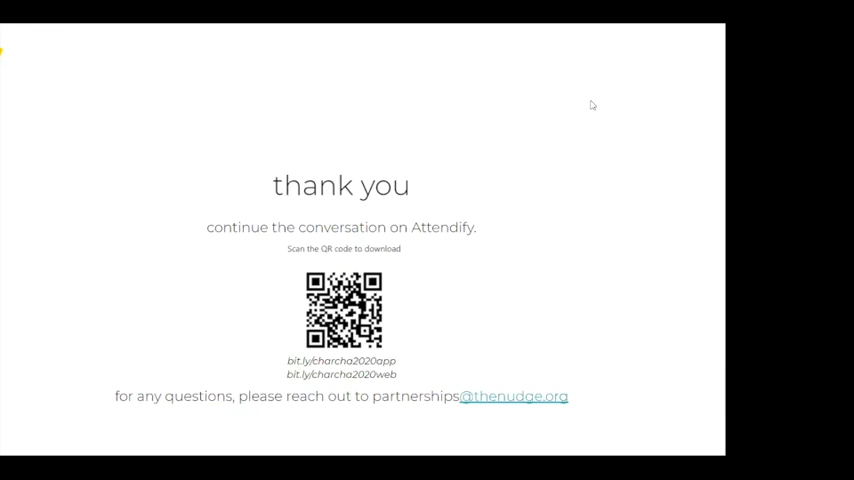 thank you
continue the conversation on Attendify.
Scan the QR code to download
bit.ly/charcha2020app
bit.ly/charcha2020web
for any questions, please reach out to partnerships@thenudge.org